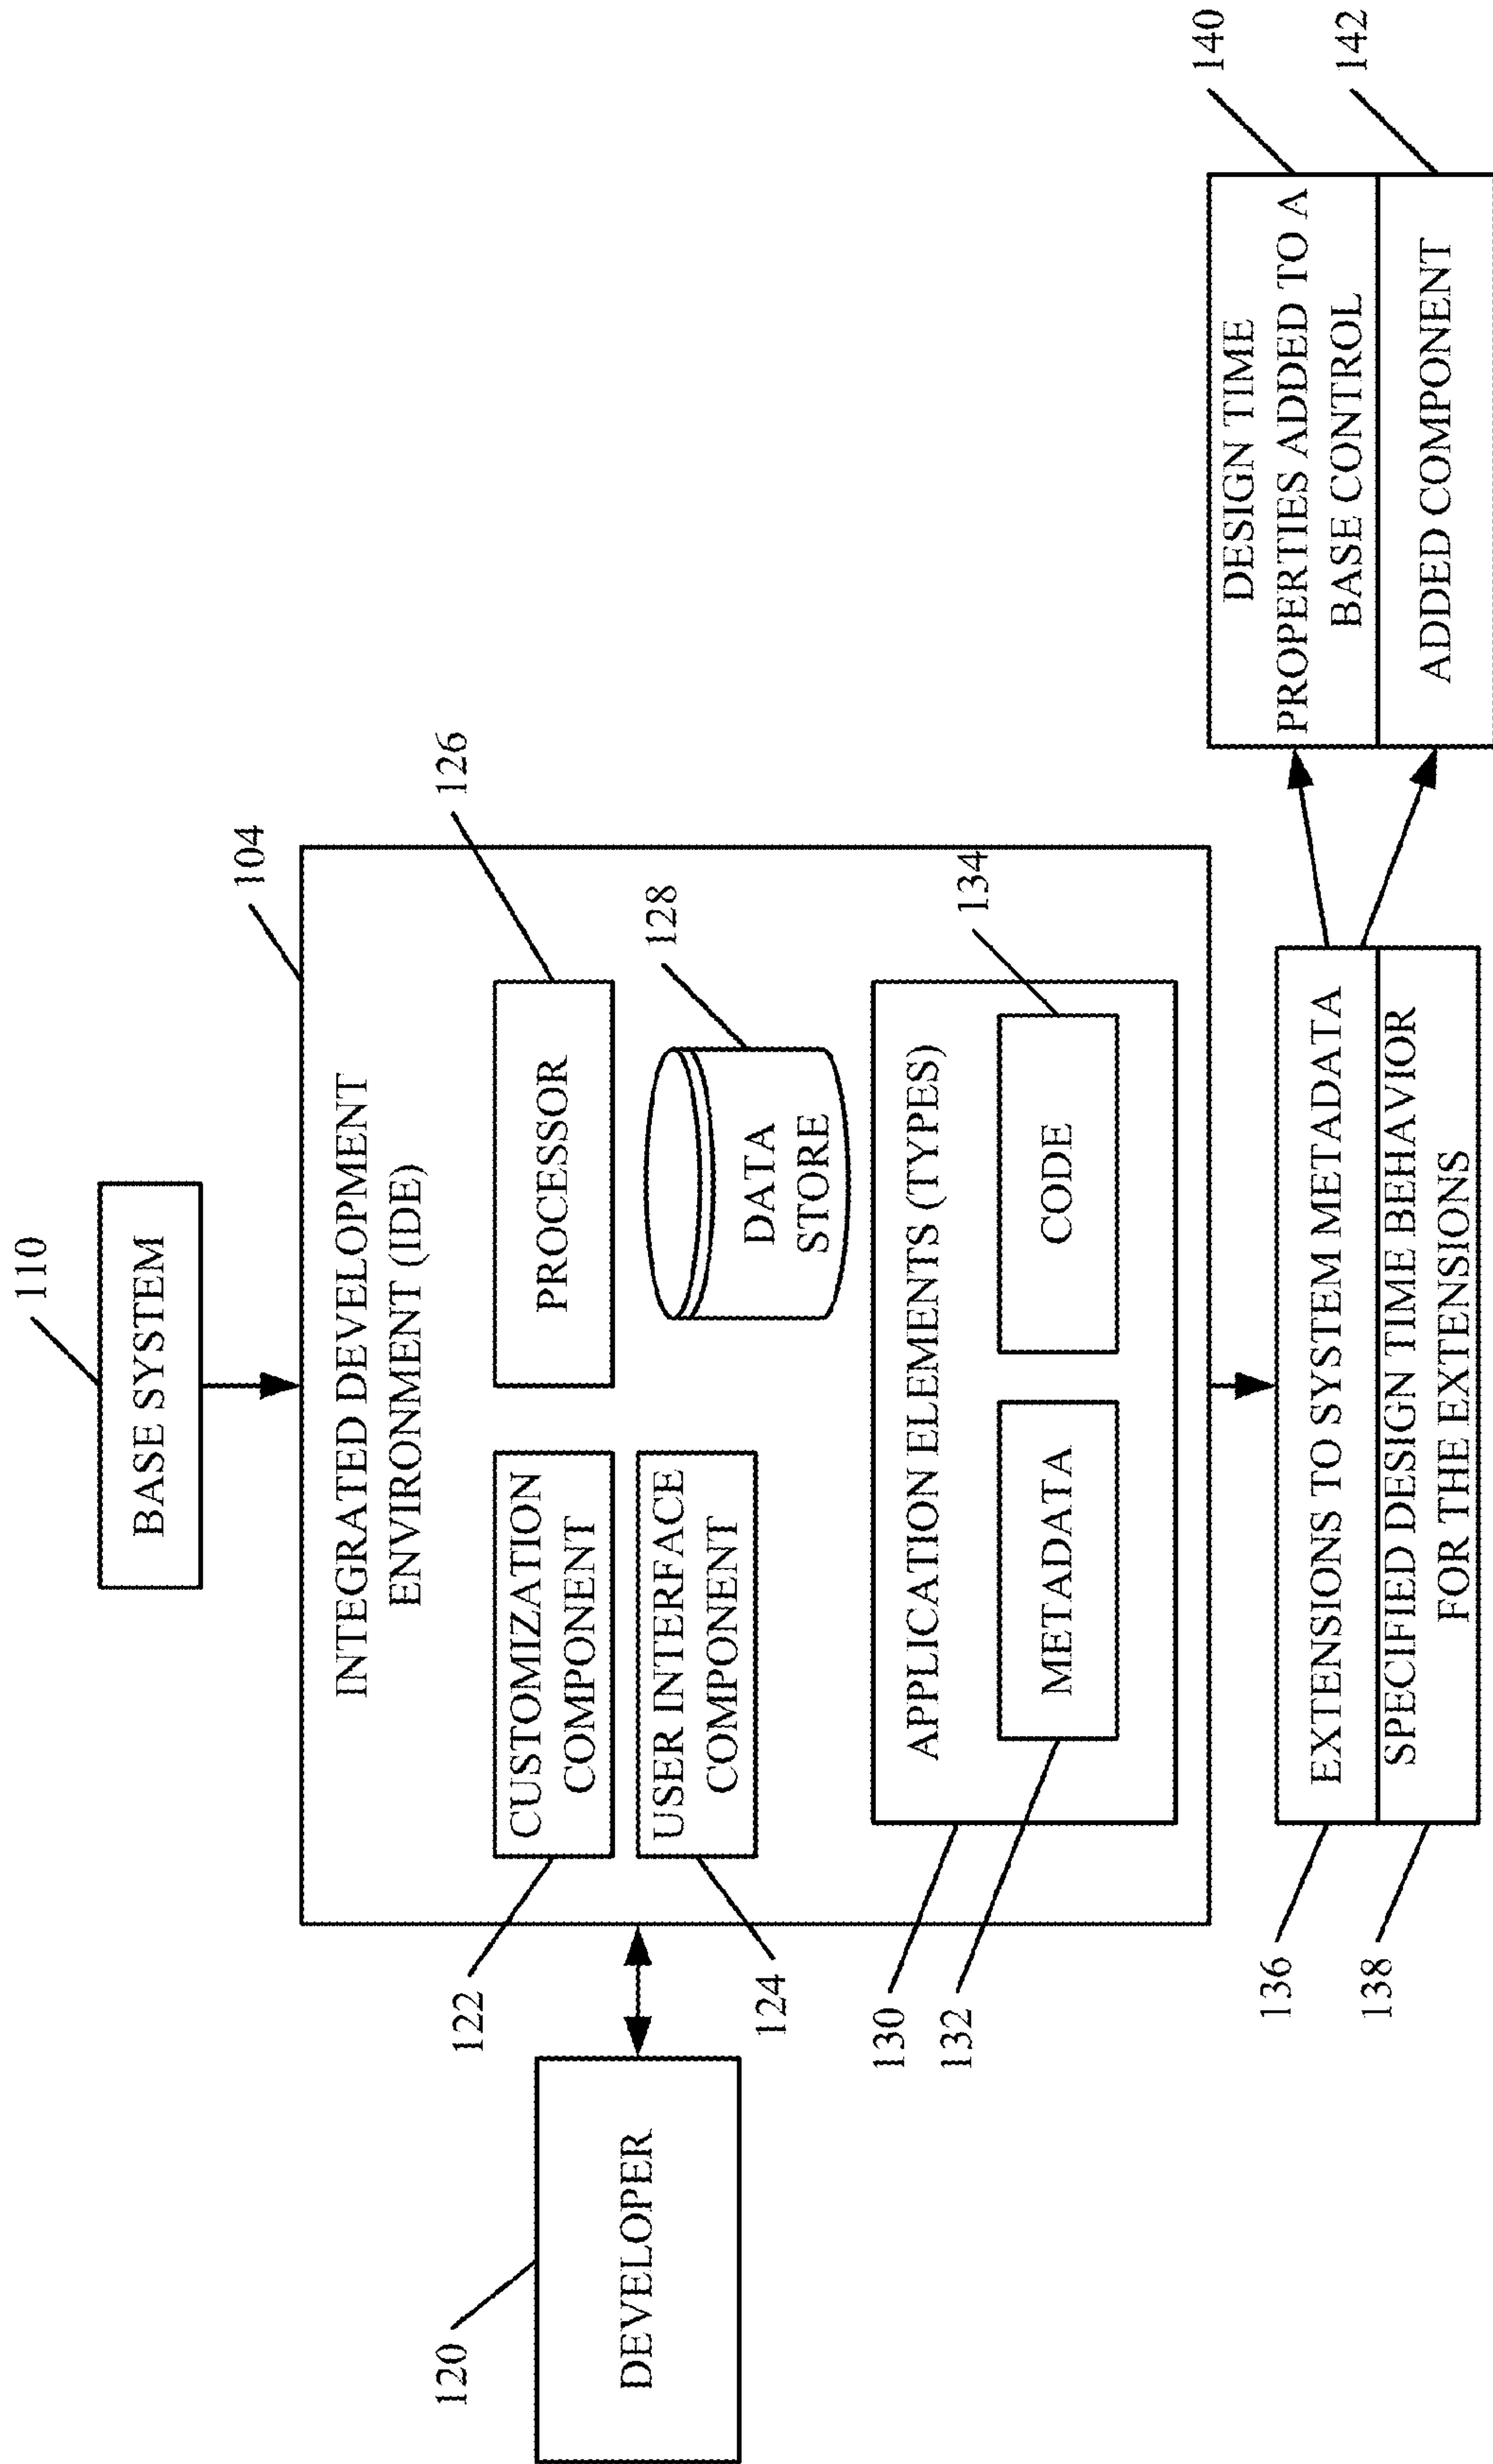 110
BASE SYSTEM
104
INTEGRATED DEVELOPMENT
ENVIRONMENT (IDE)
120
DEVELOPER
122
CUSTOMIZATION
COMPONENT
126
PROCESSOR
124
USER INTERFACE
COMPONENT
128
DATA
STORE
130
APPLICATION ELEMENTS (TYPES)
132
METADATA
134
CODE
136
EXTENSIONS TO SYSTEM METADATA
138
SPECIFIED DESIGN TIME BEHAVIOR
FOR THE EXTENSIONS
140
DESIGN TIME
PROPERTIES ADDED TO A
BASE CONTROL
142
ADDED COMPONENT